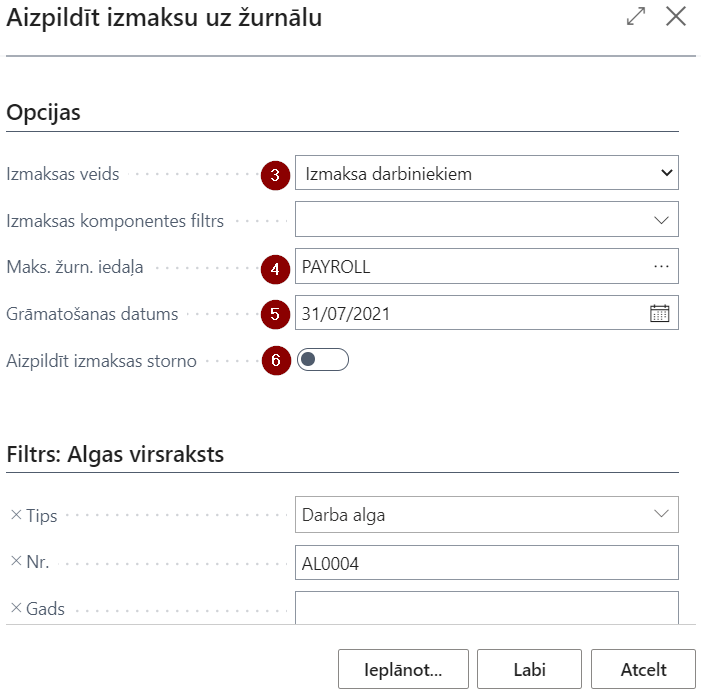 Aizpildīt izmaksu uz žurnālu
Opcijas
Izmaksas veids 3 Izmaksa darbiniekiem
Izmaksas komponentes filtrs
Maks. žurn. iedaļa 4 PAYROLL ...
Grāmatošanas datums 5 31/07/2021
Aizpildīt izmaksas storno 6
Filtrs: Algas virsraksts
× Tips Darba alga
× Nr. AL0004
× Gads
Ieplānot... Labi Atcelt